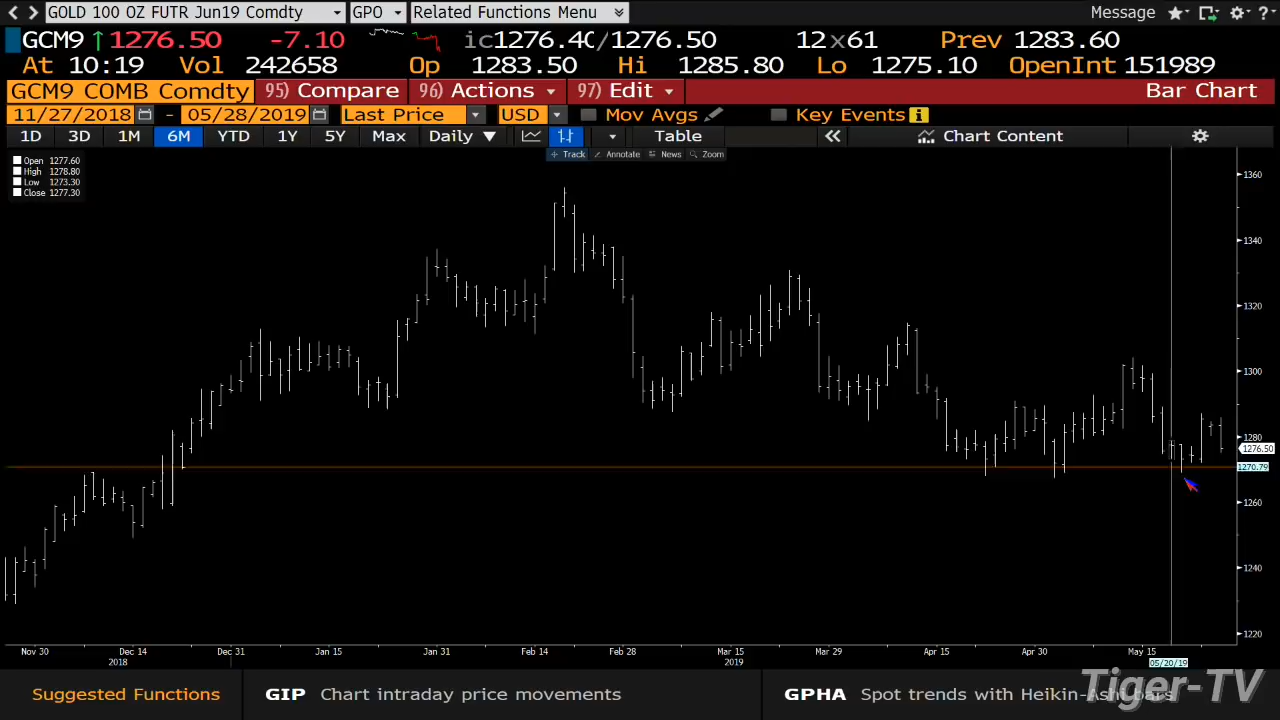 GOLD 100 OZ FUTR Jun19 Comdty GPO Related Functions Menu Message ?
GCM9 ↑1276.50 -7.10 ic1276.40/1276.50 12x61 Prev 1283.60
At 10:19 Vol 242658 Op 1283.50 Hi 1285.80 Lo 1275.10 OpenInt 151989
GCM9 COMB Comdty 95) Compare 96) Actions 97) Edit Bar Chart
11/27/2018 - 05/28/2019 Last Price USD Mov Avgs Key Events i
1D 3D 1M 6M YTD 1Y 5Y Max Daily ▼ Table « Chart Content
Track Annotate News Zoom
Open 1277.60
High 1278.80
Low 1273.30
Close 1277.30
1360
1340
1320
1300
1280
1276.50
1270.79
1260
1240
1220
Nov 30 Dec 14 Dec 31 Jan 15 Jan 31 Feb 14 Feb 28 Mar 15 Mar 29 Apr 15 Apr 30 May 15
2018 2019 05/20/19
Suggested Functions GIP Chart intraday price movements GPHA Spot trends with Heikin-Ashi bars
Tiger-TV